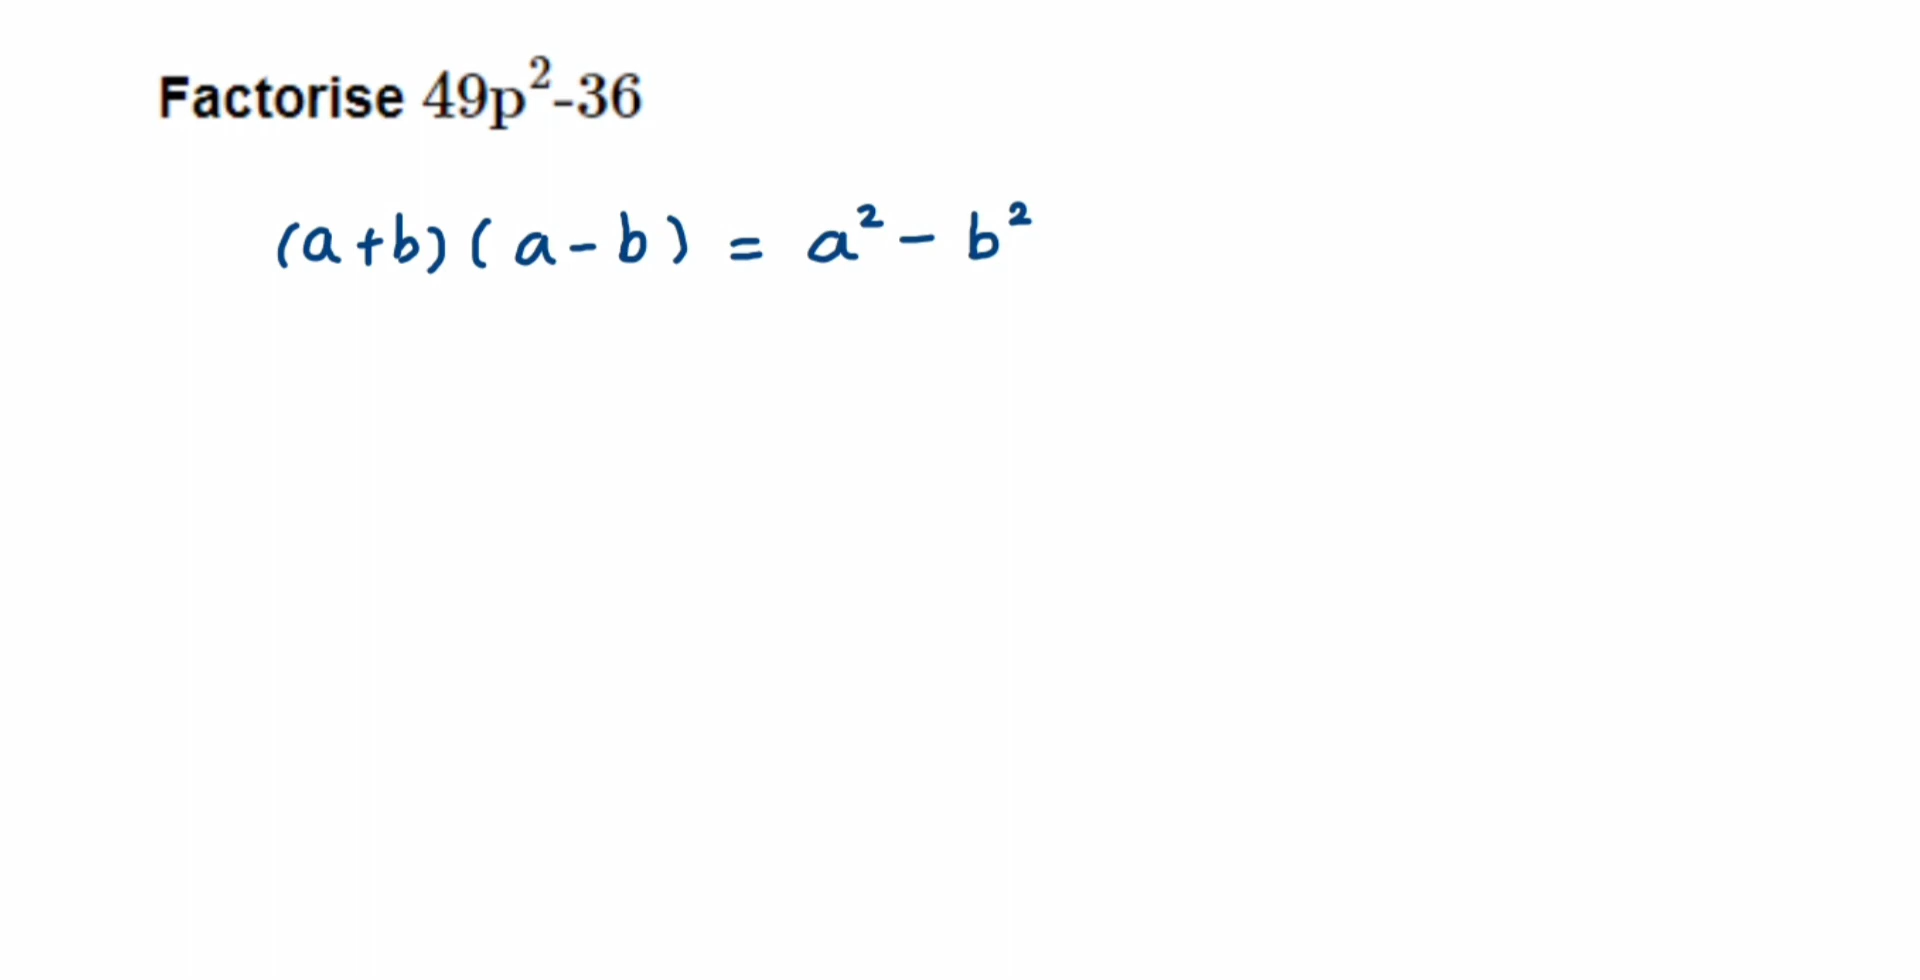 Factorise 49p²-36
(a+b)(a-b) = a² - b²